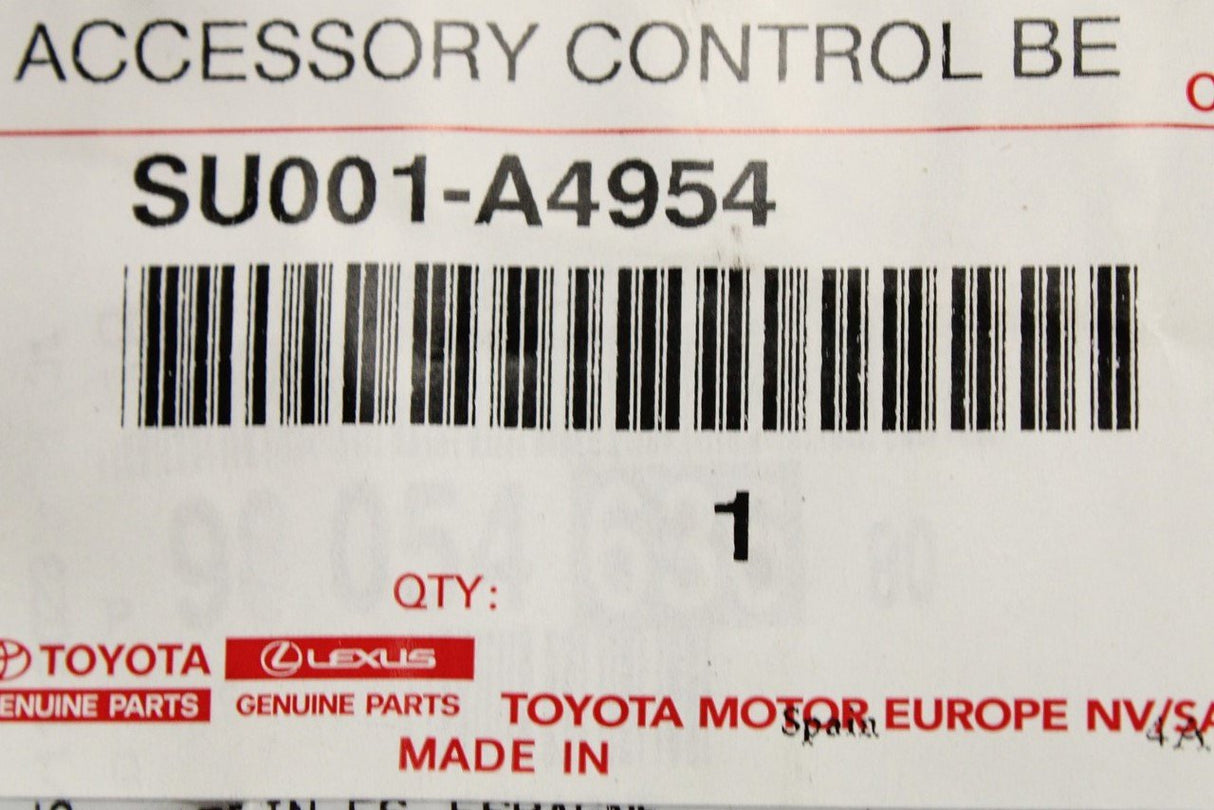 ACCESSORY CONTROL BE
SU001-A4954
1
QTY:
TOYOTA LEXUS
GENUINE PARTS GENUINE PARTS TOYOTA MOTOR EUROPE NV/SA
Spain 4A
MADE IN